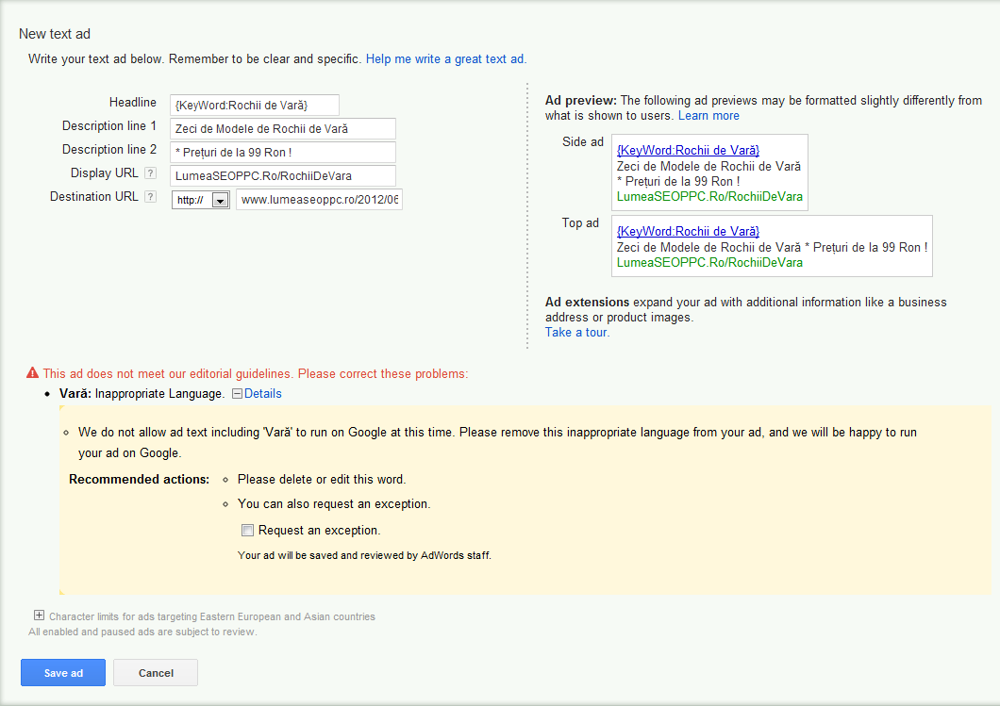 New text ad
Write your text ad below. Remember to be clear and specific. Help me write a great text ad.
Headline {KeyWord:Rochii de Vară}
Description line 1 Zeci de Modele de Rochii de Vară
Description line 2 * Prețuri de la 99 Ron !
Display URL ? LumeaSEOPPC.Ro/RochiiDeVara
Destination URL ? http:// www.lumeaseoppc.ro/2012/06
Ad preview: The following ad previews may be formatted slightly differently from
what is shown to users. Learn more
Side ad
{KeyWord:Rochii de Vară}
Zeci de Modele de Rochii de Vară
* Prețuri de la 99 Ron !
LumeaSEOPPC.Ro/RochiiDeVara
Top ad
{KeyWord:Rochii de Vară}
Zeci de Modele de Rochii de Vară * Prețuri de la 99 Ron !
LumeaSEOPPC.Ro/RochiiDeVara
Ad extensions expand your ad with additional information like a business
address or product images.
Take a tour.
This ad does not meet our editorial guidelines. Please correct these problems:
Vară: Inappropriate Language. Details
We do not allow ad text including 'Vară' to run on Google at this time. Please remove this inappropriate language from your ad, and we will be happy to run
your ad on Google.
Recommended actions:
Please delete or edit this word.
You can also request an exception.
Request an exception.
Your ad will be saved and reviewed by AdWords staff.
Character limits for ads targeting Eastern European and Asian countries
All enabled and paused ads are subject to review.
Save ad Cancel